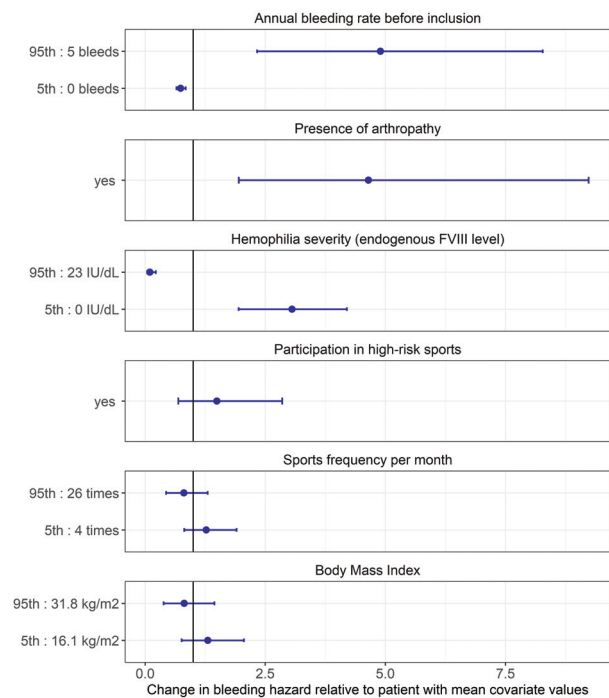 Annual bleeding rate before inclusion
95th : 5 bleeds
5th : 0 bleeds
Presence of arthropathy
yes
Hemophilia severity (endogenous FVIII level)
95th : 23 IU/dL
5th : 0 IU/dL
Participation in high-risk sports
yes
Sports frequency per month
95th : 26 times
5th : 4 times
Body Mass Index
95th : 31.8 kg/m2
5th : 16.1 kg/m2
0.0 2.5 5.0 7.5
Change in bleeding hazard relative to patient with mean covariate values